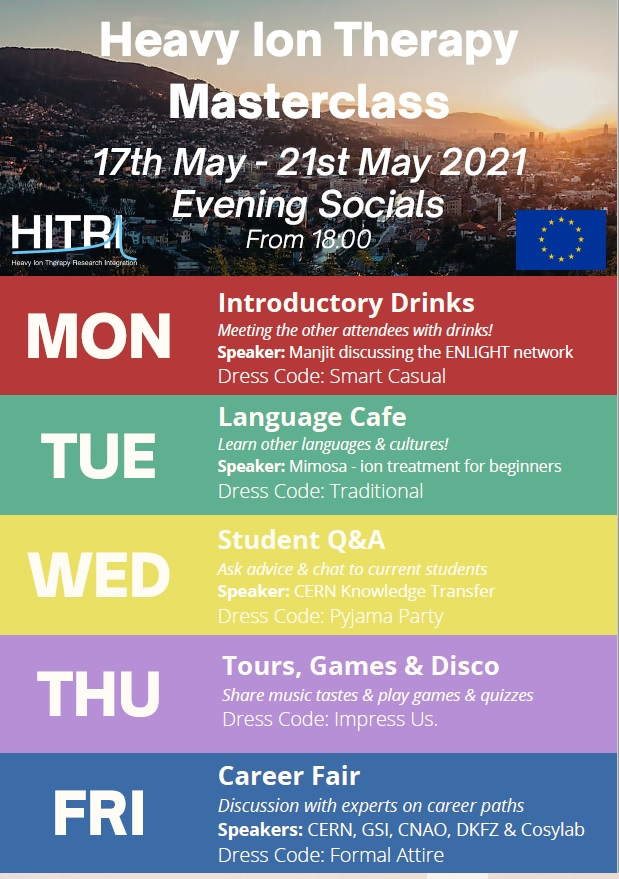 Heavy Ion Therapy
Masterclass
17th May - 21st May 2021
Evening Socials
From 18:00
HITRI
Heavy Ion Therapy Research Integration
MON
Introductory Drinks
Meeting the other attendees with drinks!
Speaker: Manjit discussing the ENLIGHT network
Dress Code: Smart Casual
TUE
Language Cafe
Learn other languages & cultures!
Speaker: Mimosa - ion treatment for beginners
Dress Code: Traditional
WED
Student Q&A
Ask advice & chat to current students
Speaker: CERN Knowledge Transfer
Dress Code: Pyjama Party
THU
Tours, Games & Disco
Share music tastes & play games & quizzes
Dress Code: Impress Us.
FRI
Career Fair
Discussion with experts on career paths
Speakers: CERN, GSI, CNAO, DKFZ & Cosylab
Dress Code: Formal Attire